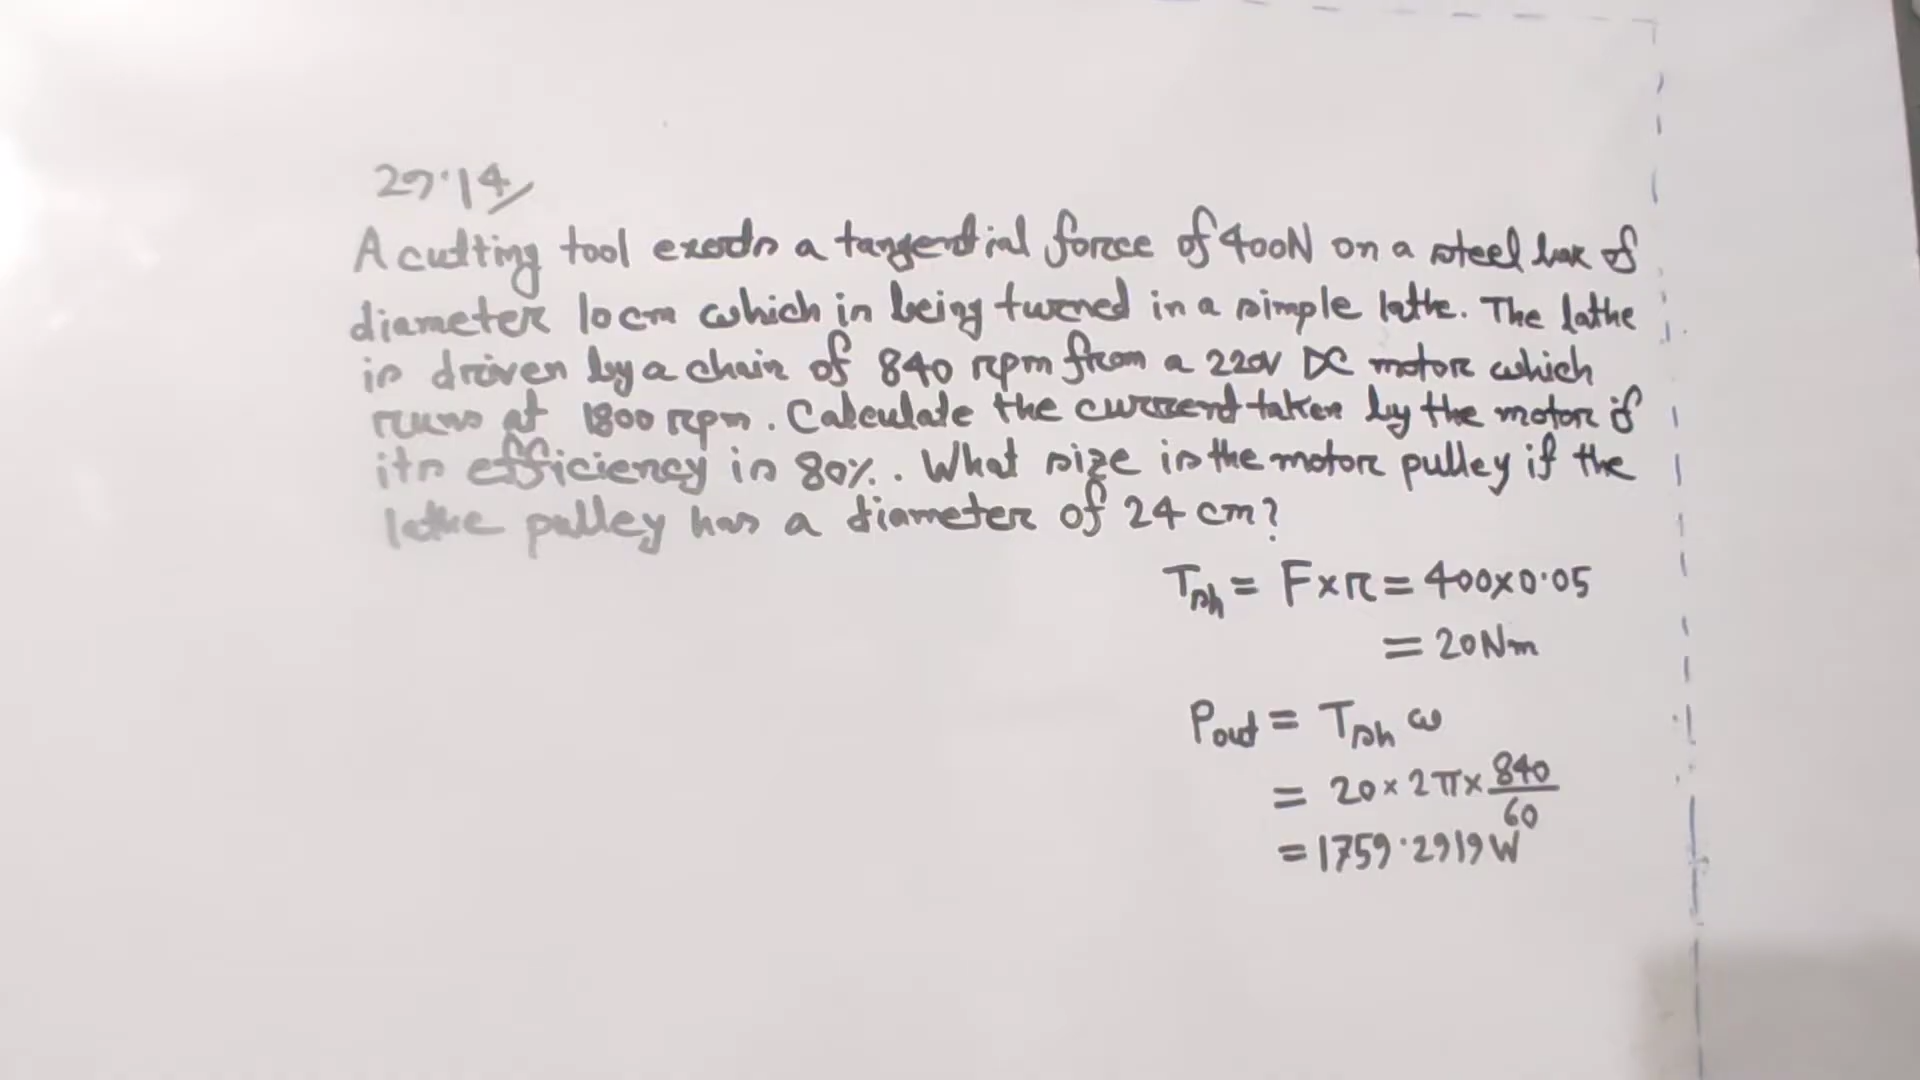 29.14/
A cutting tool exerts a tangential force of 400N on a steel bar of
diameter 10cm which is being turned in a simple lathe. The lathe
is driven by a chain of 840 rpm from a 220V DC motor which
runs at 1800 rpm. Calculate the current taken by the motor if
its efficiency is 80%. What size is the motor pulley if the
lathe pulley has a diameter of 24 cm?
Tsh = F×r = 400×0.05
= 20Nm
Pout = Tsh ω
= 20×2π×840/60
= 1759.2919W